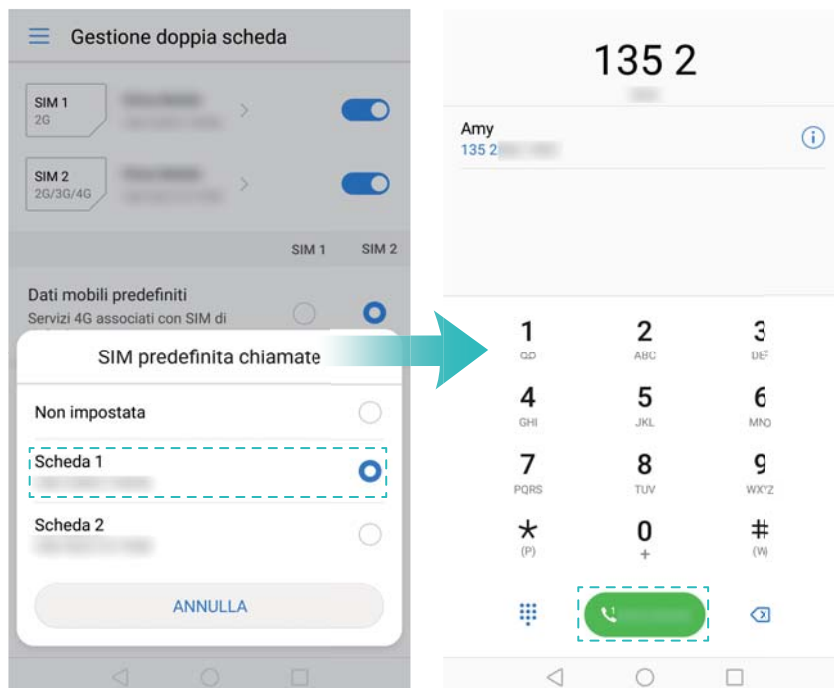 Gestione doppia scheda
SIM 1
2G
SIM 2
2G/3G/4G
SIM 1 SIM 2
Dati mobili predefiniti
Servizi 4G associati con SIM di
SIM predefinita chiamate
Non impostata
Scheda 1
Scheda 2
ANNULLA
135 2
Amy
135 2
1 2 3
ABC DEF
4 5 6
GHI JKL MNO
7 8 9
PQRS TUV WXYZ
* 0 #
(P) + (W)
1